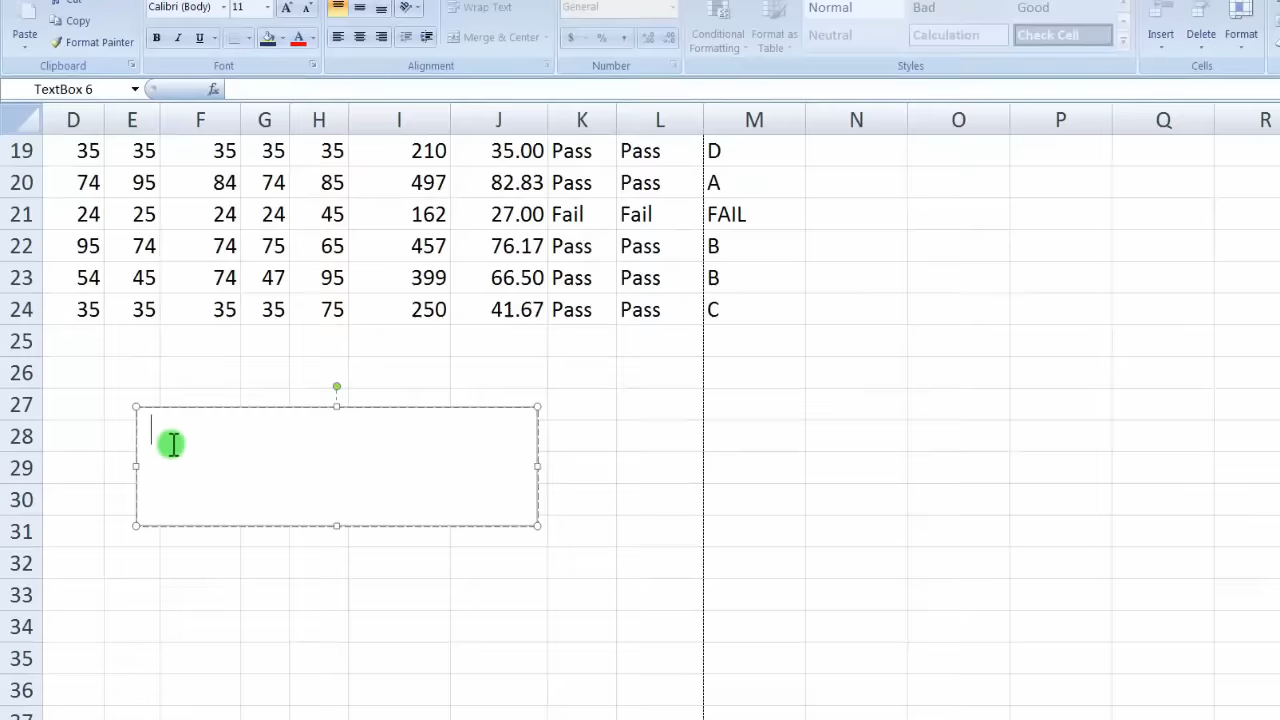 Cut
Calibri (Body) 11 A A
Wrap Text
General
Normal Bad Good
Copy
Paste
Format Painter
B I U A
Merge & Center
$ % ,
Conditional Formatting
Format as Table
Neutral Calculation Check Cell
Insert Delete Format
Clipboard Font Alignment Number Styles Cells
TextBox 6 fx
D E F G H I J K L M N O P Q R
19 35 35 35 35 35 210 35.00 Pass Pass D
20 74 95 84 74 85 497 82.83 Pass Pass A
21 24 25 24 24 45 162 27.00 Fail Fail FAIL
22 95 74 74 75 65 457 76.17 Pass Pass B
23 54 45 74 47 95 399 66.50 Pass Pass B
24 35 35 35 35 75 250 41.67 Pass Pass C
25
26
27
28
29
30
31
32
33
34
35
36
37